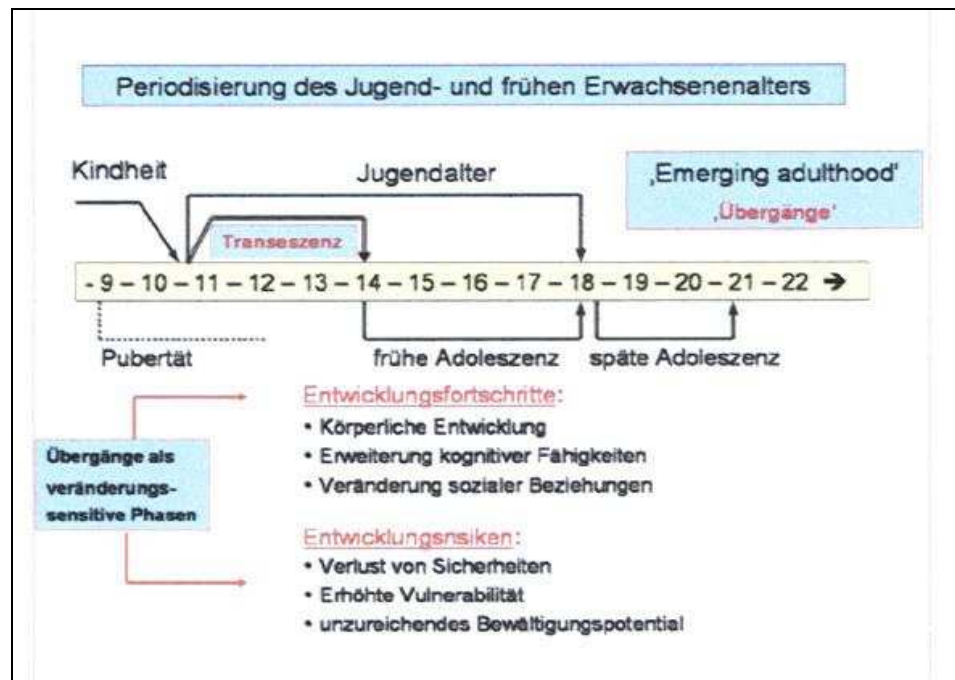 Periodisierung des Jugend- und frühen Erwachsenenalters
Kindheit
Jugendalter
‚Emerging adulthood‘
‚Übergänge‘
Transeszenz
- 9 – 10 – 11 – 12 – 13 – 14 – 15 – 16 – 17 – 18 – 19 – 20 – 21 – 22 ➔
Pubertät
frühe Adoleszenz
späte Adoleszenz
Übergänge als
veränderungs-
sensitive Phasen
Entwicklungsfortschritte:
• Körperliche Entwicklung
• Erweiterung kognitiver Fähigkeiten
• Veränderung sozialer Beziehungen
Entwicklungsrisiken:
• Verlust von Sicherheiten
• Erhöhte Vulnerabilität
• unzureichendes Bewältigungspotential